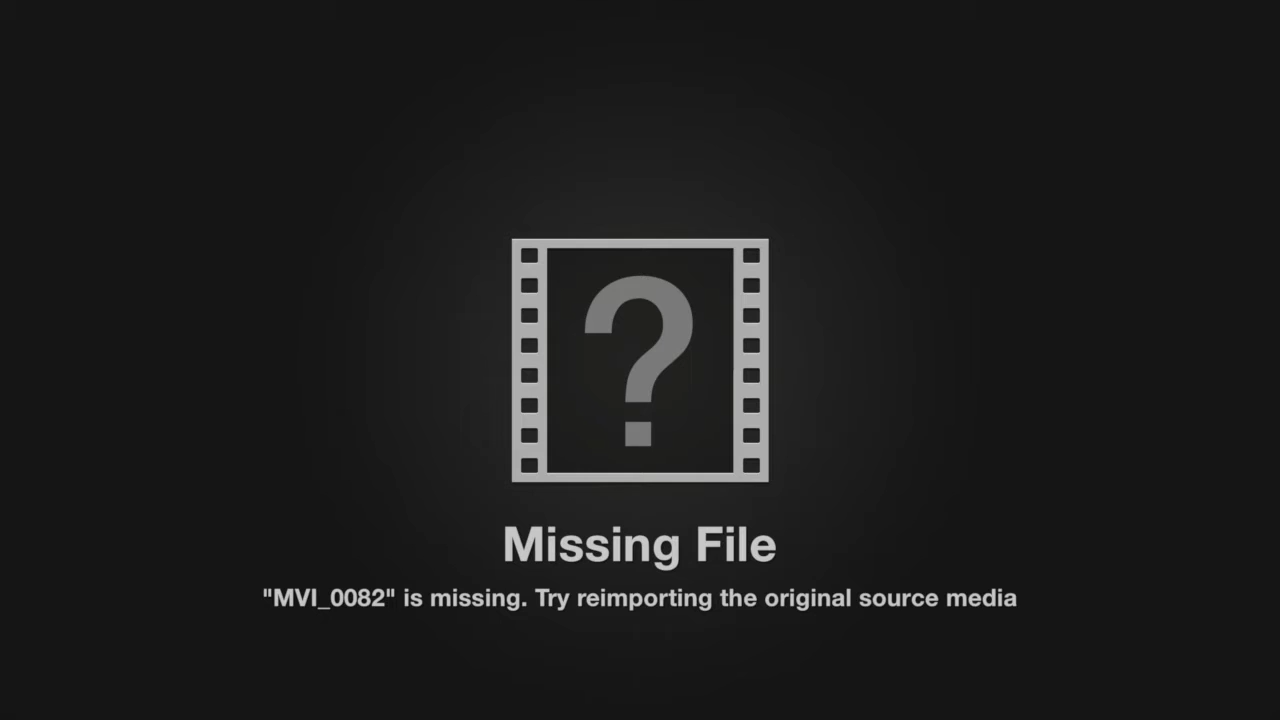 ?
Missing File
"MVI_0082" is missing. Try reimporting the original source media